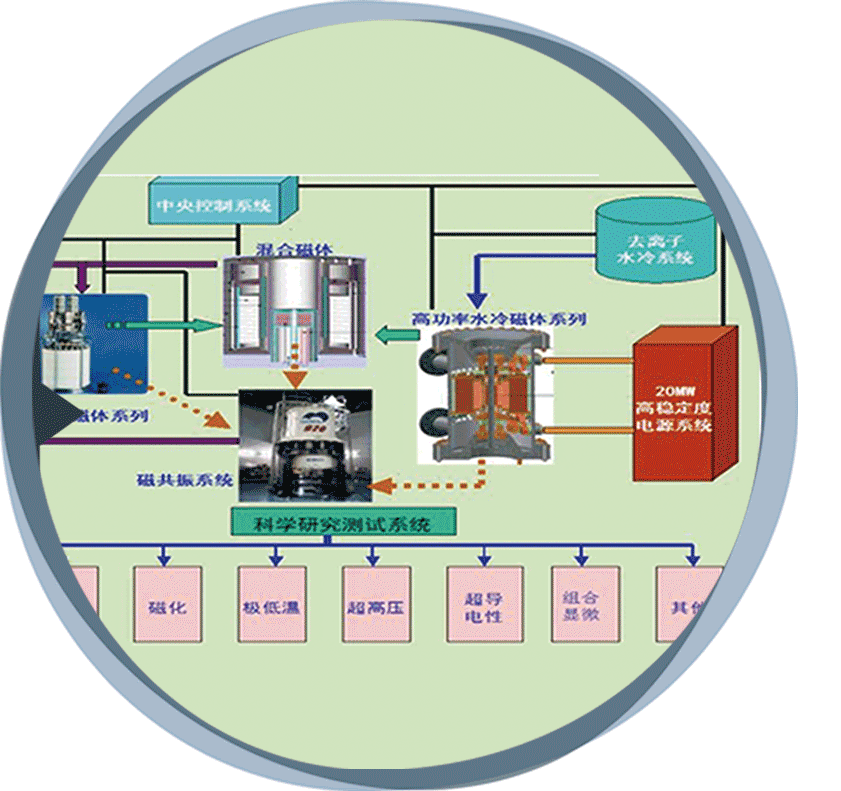 中央控制系统
混合磁体
去离子
水冷系统
高功率水冷磁体系列
20MW
高稳定度
电源系统
磁体系列
磁共振系统
科学研究测试系统
磁化
极低温
超高压
超导
电性
组合
显微
其他